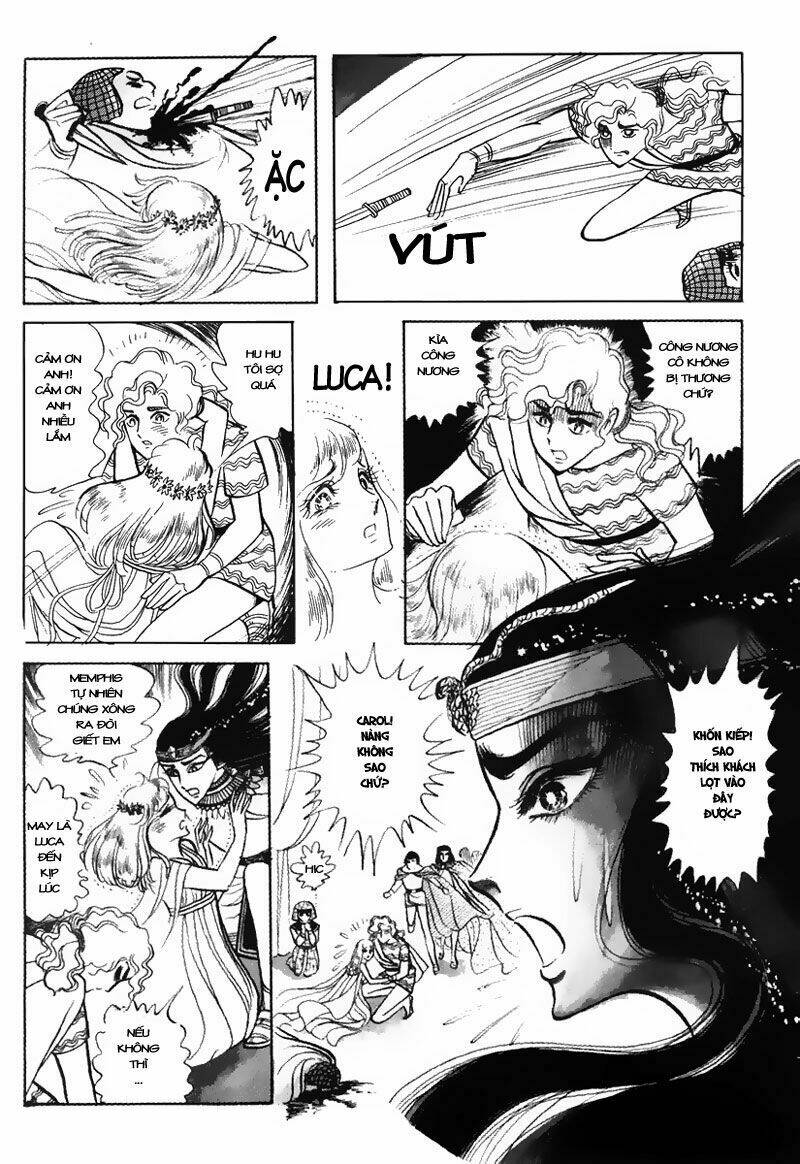 VÚT
ẶC
CÔNG NƯƠNG
CÔ KHÔNG
BỊ THƯƠNG
CHỨ?
KÌA
CÔNG
NƯƠNG
LUCA!
HU HU
TÔI SỢ
QUÁ
CẢM ƠN
ANH!
CẢM ƠN
ANH
NHIỀU
LẮM
KHỐN KIẾP!
SAO
THÍCH KHÁCH
LỌT VÀO
ĐÂY
ĐƯỢC?
CAROL!
NÀNG
KHÔNG
SAO
CHỨ?
HIC
MEMPHIS
TỰ NHIÊN
CHÚNG XÔNG
RA ĐÒI
GIẾT EM
MAY LÀ
LUCA
ĐẾN
KỊP
LÚC
NẾU
KHÔNG
THÌ
...